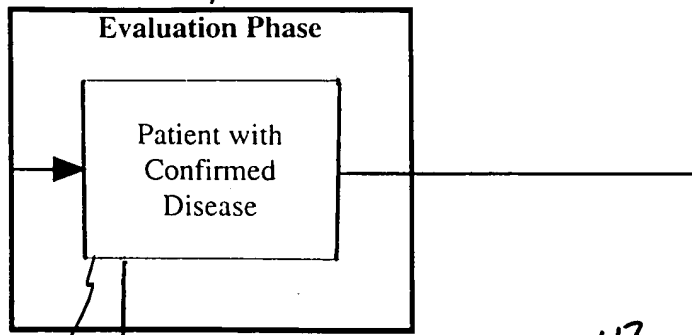 Evaluation Phase
Patient with
Confirmed
Disease